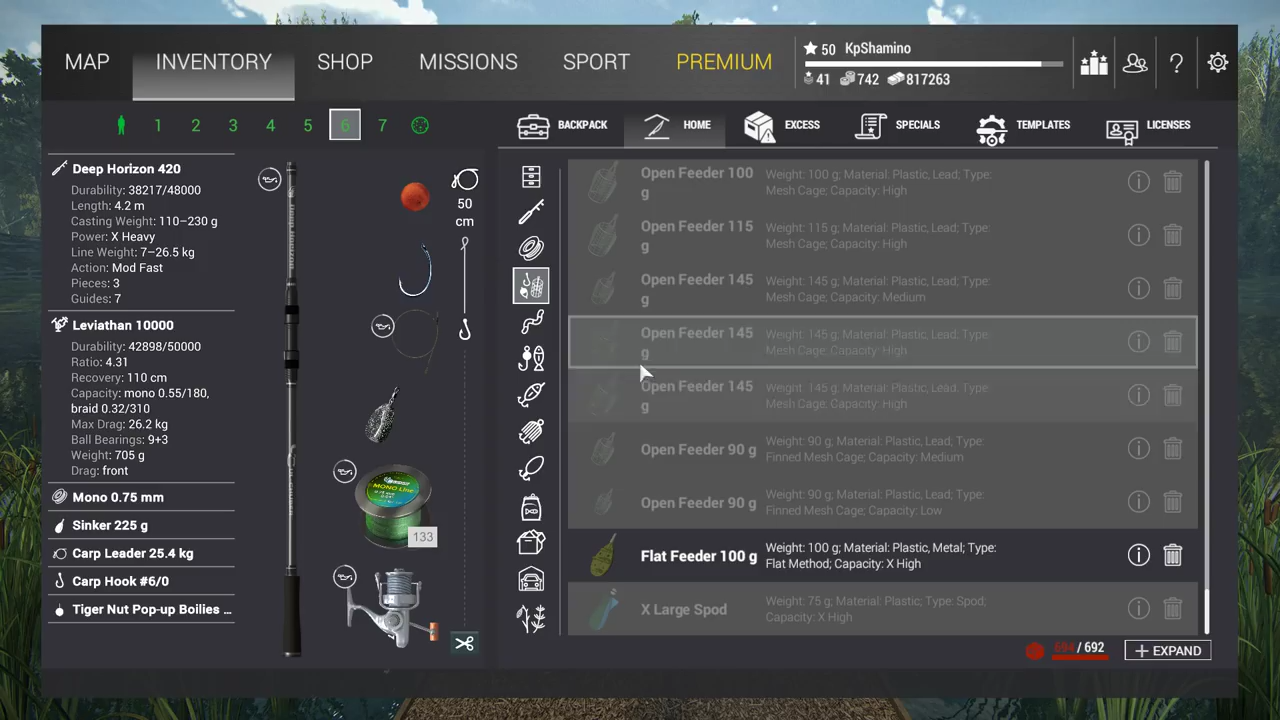 MAP
INVENTORY
SHOP
MISSIONS
SPORT
PREMIUM
50 KpShamino
41 742 817263
1 2 3 4 5 6 7
BACKPACK
HOME
EXCESS
SPECIALS
TEMPLATES
LICENSES
Deep Horizon 420
Durability: 38217/48000
Length: 4.2 m
Casting Weight: 110–230 g
Power: X Heavy
Line Weight: 7–26.5 kg
Action: Mod Fast
Pieces: 3
Guides: 7
Leviathan 10000
Durability: 42898/50000
Ratio: 4.31
Recovery: 110 cm
Capacity: mono 0.55/180,
braid 0.32/310
Max Drag: 26.2 kg
Ball Bearings: 9+3
Weight: 705 g
Drag: front
Mono 0.75 mm
Sinker 225 g
Carp Leader 25.4 kg
Carp Hook #6/0
Tiger Nut Pop-up Boilies ...
50
cm
MONO LINE
133
Open Feeder 100
g
Weight: 100 g; Material: Plastic, Lead; Type:
Mesh Cage; Capacity: High
Open Feeder 115
g
Weight: 115 g; Material: Plastic, Lead; Type:
Mesh Cage; Capacity: High
Open Feeder 145
g
Weight: 145 g; Material: Plastic, Lead; Type:
Mesh Cage; Capacity: Medium
Open Feeder 145
g
Weight: 145 g; Material: Plastic, Lead; Type:
Mesh Cage; Capacity: High
Open Feeder 145
g
Weight: 145 g; Material: Plastic, Lead; Type:
Mesh Cage; Capacity: High
Open Feeder 90 g
Weight: 90 g; Material: Plastic, Lead; Type:
Finned Mesh Cage; Capacity: Medium
Open Feeder 90 g
Weight: 90 g; Material: Plastic, Lead; Type:
Finned Mesh Cage; Capacity: Low
Flat Feeder 100 g
Weight: 100 g; Material: Plastic, Metal; Type:
Flat Method; Capacity: X High
X Large Spod
Weight: 75 g; Material: Plastic; Type: Spod;
Capacity: X High
694 / 692
+ EXPAND